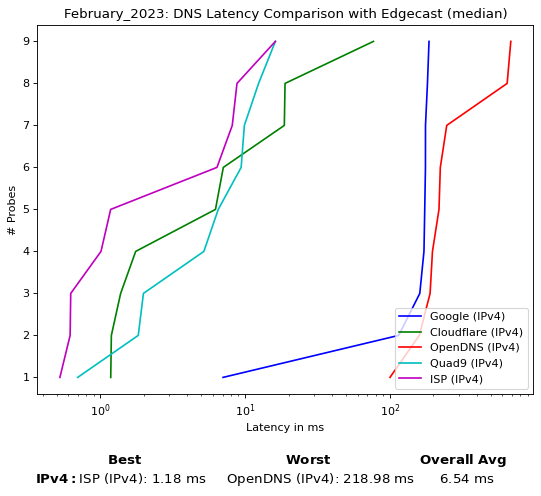 February_2023: DNS Latency Comparison with Edgecast (median)
# Probes
9
8
7
6
5
4
3
2
1
10⁰ 10¹ 10²
Latency in ms
Google (IPv4)
Cloudflare (IPv4)
OpenDNS (IPv4)
Quad9 (IPv4)
ISP (IPv4)
Best Worst Overall Avg
IPv4: ISP (IPv4): 1.18 ms OpenDNS (IPv4): 218.98 ms 6.54 ms